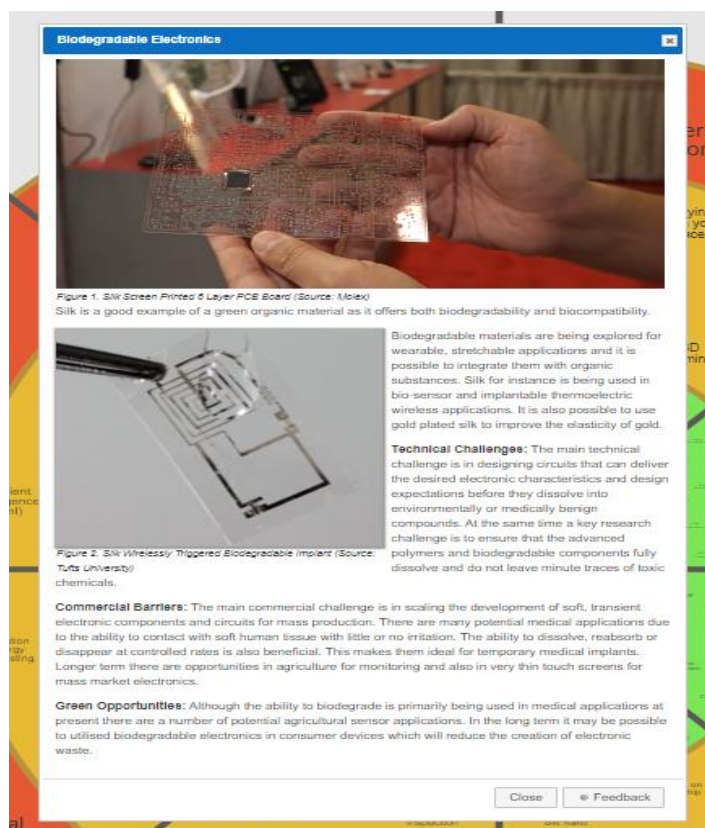 Biodegradable Electronics
Figure 1. Silk Screen Printed 6 Layer PCB Board (Source: Molex)
Silk is a good example of a green organic material as it offers both biodegradability and biocompatibility.
Biodegradable materials are being explored for
wearable, stretchable applications and it is
possible to integrate them with organic
substances. Silk for instance is being used in
bio-sensor and implantable thermoelectric
wireless applications. It is also possible to use
gold plated silk to improve the elasticity of gold.
Technical Challenges: The main technical
challenge is in designing circuits that can deliver
the desired electronic characteristics and design
expectations before they dissolve into
environmentally or medically benign
compounds. At the same time a key research
challenge is to ensure that the advanced
polymers and biodegradable components fully
dissolve and do not leave minute traces of toxic
Figure 2. Silk Wirelessly Triggered Biodegradable Implant (Source:
Tufts University)
chemicals.
Commercial Barriers: The main commercial challenge is in scaling the development of soft, transient
electronic components and circuits for mass production. There are many potential medical applications due
to the ability to contact with soft human tissue with little or no irritation. The ability to dissolve, reabsorb or
disappear at controlled rates is also beneficial. This makes them ideal for temporary medical implants.
Longer term there are opportunities in agriculture for monitoring and also in very thin touch screens for
mass market electronics.
Green Opportunities: Although the ability to biodegrade is primarily being used in medical applications at
present there are a number of potential agricultural sensor applications. In the long term it may be possible
to utilised biodegradable electronics in consumer devices which will reduce the creation of electronic
waste.
Close
Feedback